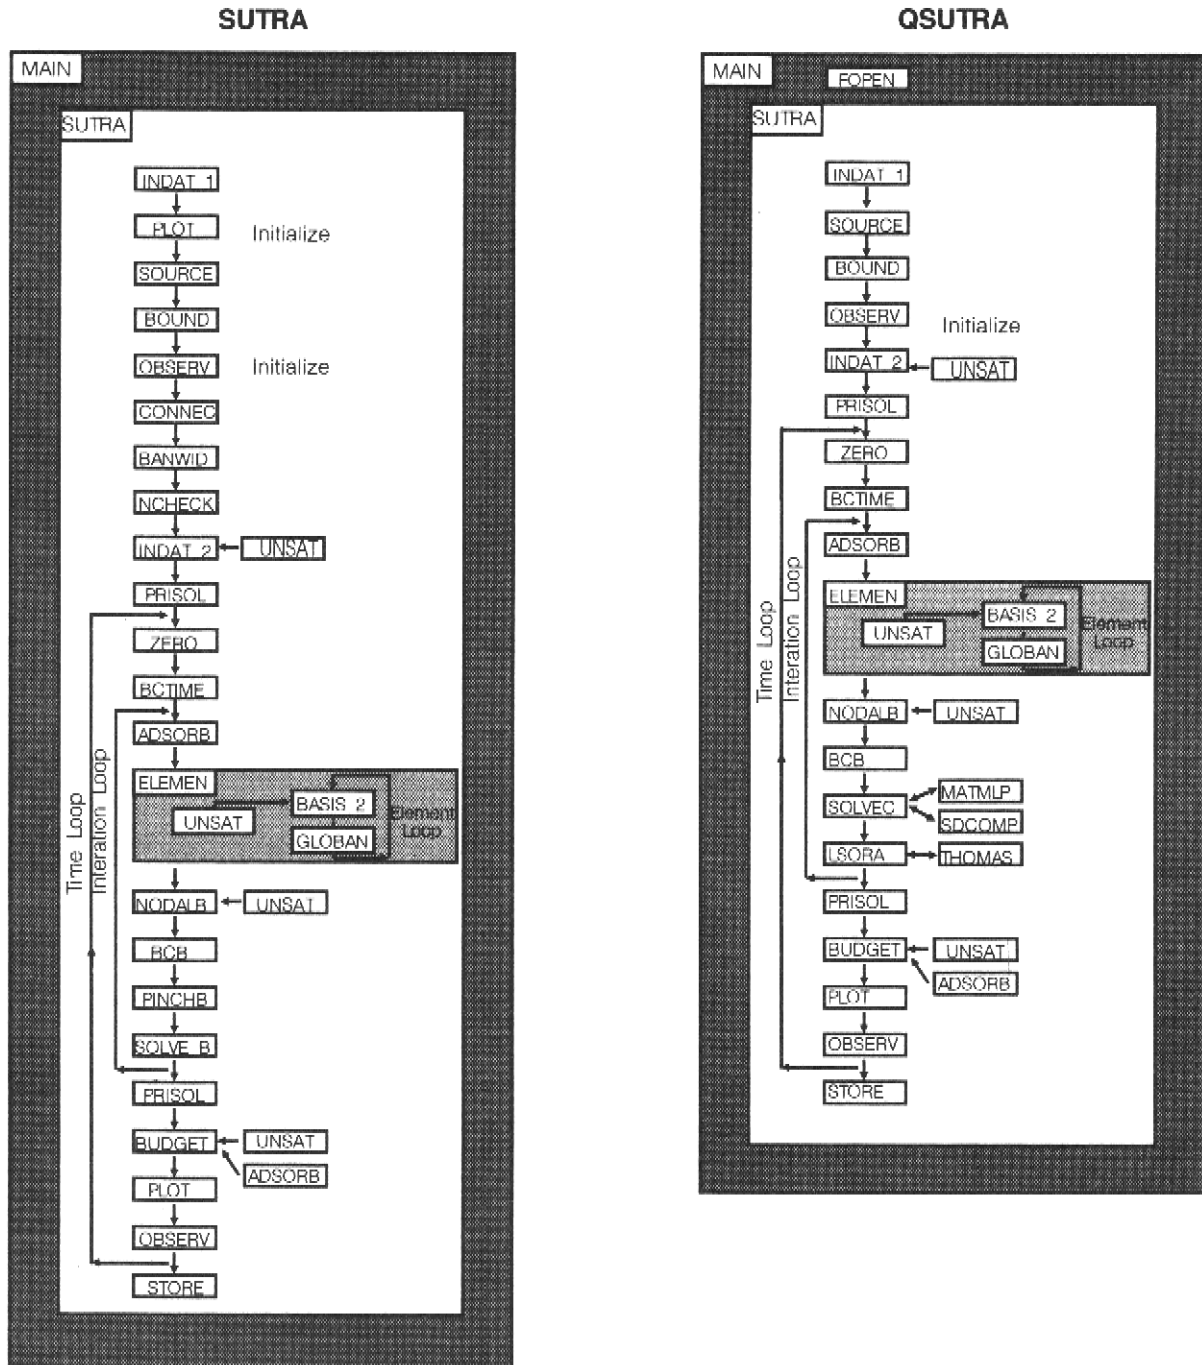 SUTRA
MAIN
SUTRA
INDAT 1
PLOT Initialize
SOURCE
BOUND
OBSERV Initialize
CONNEC
BANWID
NCHECK
INDAT 2 UNSAT
PRISOL
ZERO
BCTIME
ADSORB
Time Loop
Interation Loop
ELEMEN
BASIS 2
UNSAT
GLOBAN
Element
Loop
NODALB UNSAT
BCB
PINCHB
SOLVE B
PRISOL
BUDGET UNSAT
ADSORB
PLOT
OBSERV
STORE
QSUTRA
MAIN
FOPEN
SUTRA
INDAT 1
SOURCE
BOUND
OBSERV Initialize
INDAT 2 UNSAT
PRISOL
ZERO
BCTIME
ADSORB
Time Loop
Interation Loop
ELEMEN
BASIS 2
UNSAT
GLOBAN
Element
Loop
NODALB UNSAT
BCB
SOLVEC MATMLP
SDCOMP
LSORA THOMAS
PRISOL
BUDGET UNSAT
ADSORB
PLOT
OBSERV
STORE